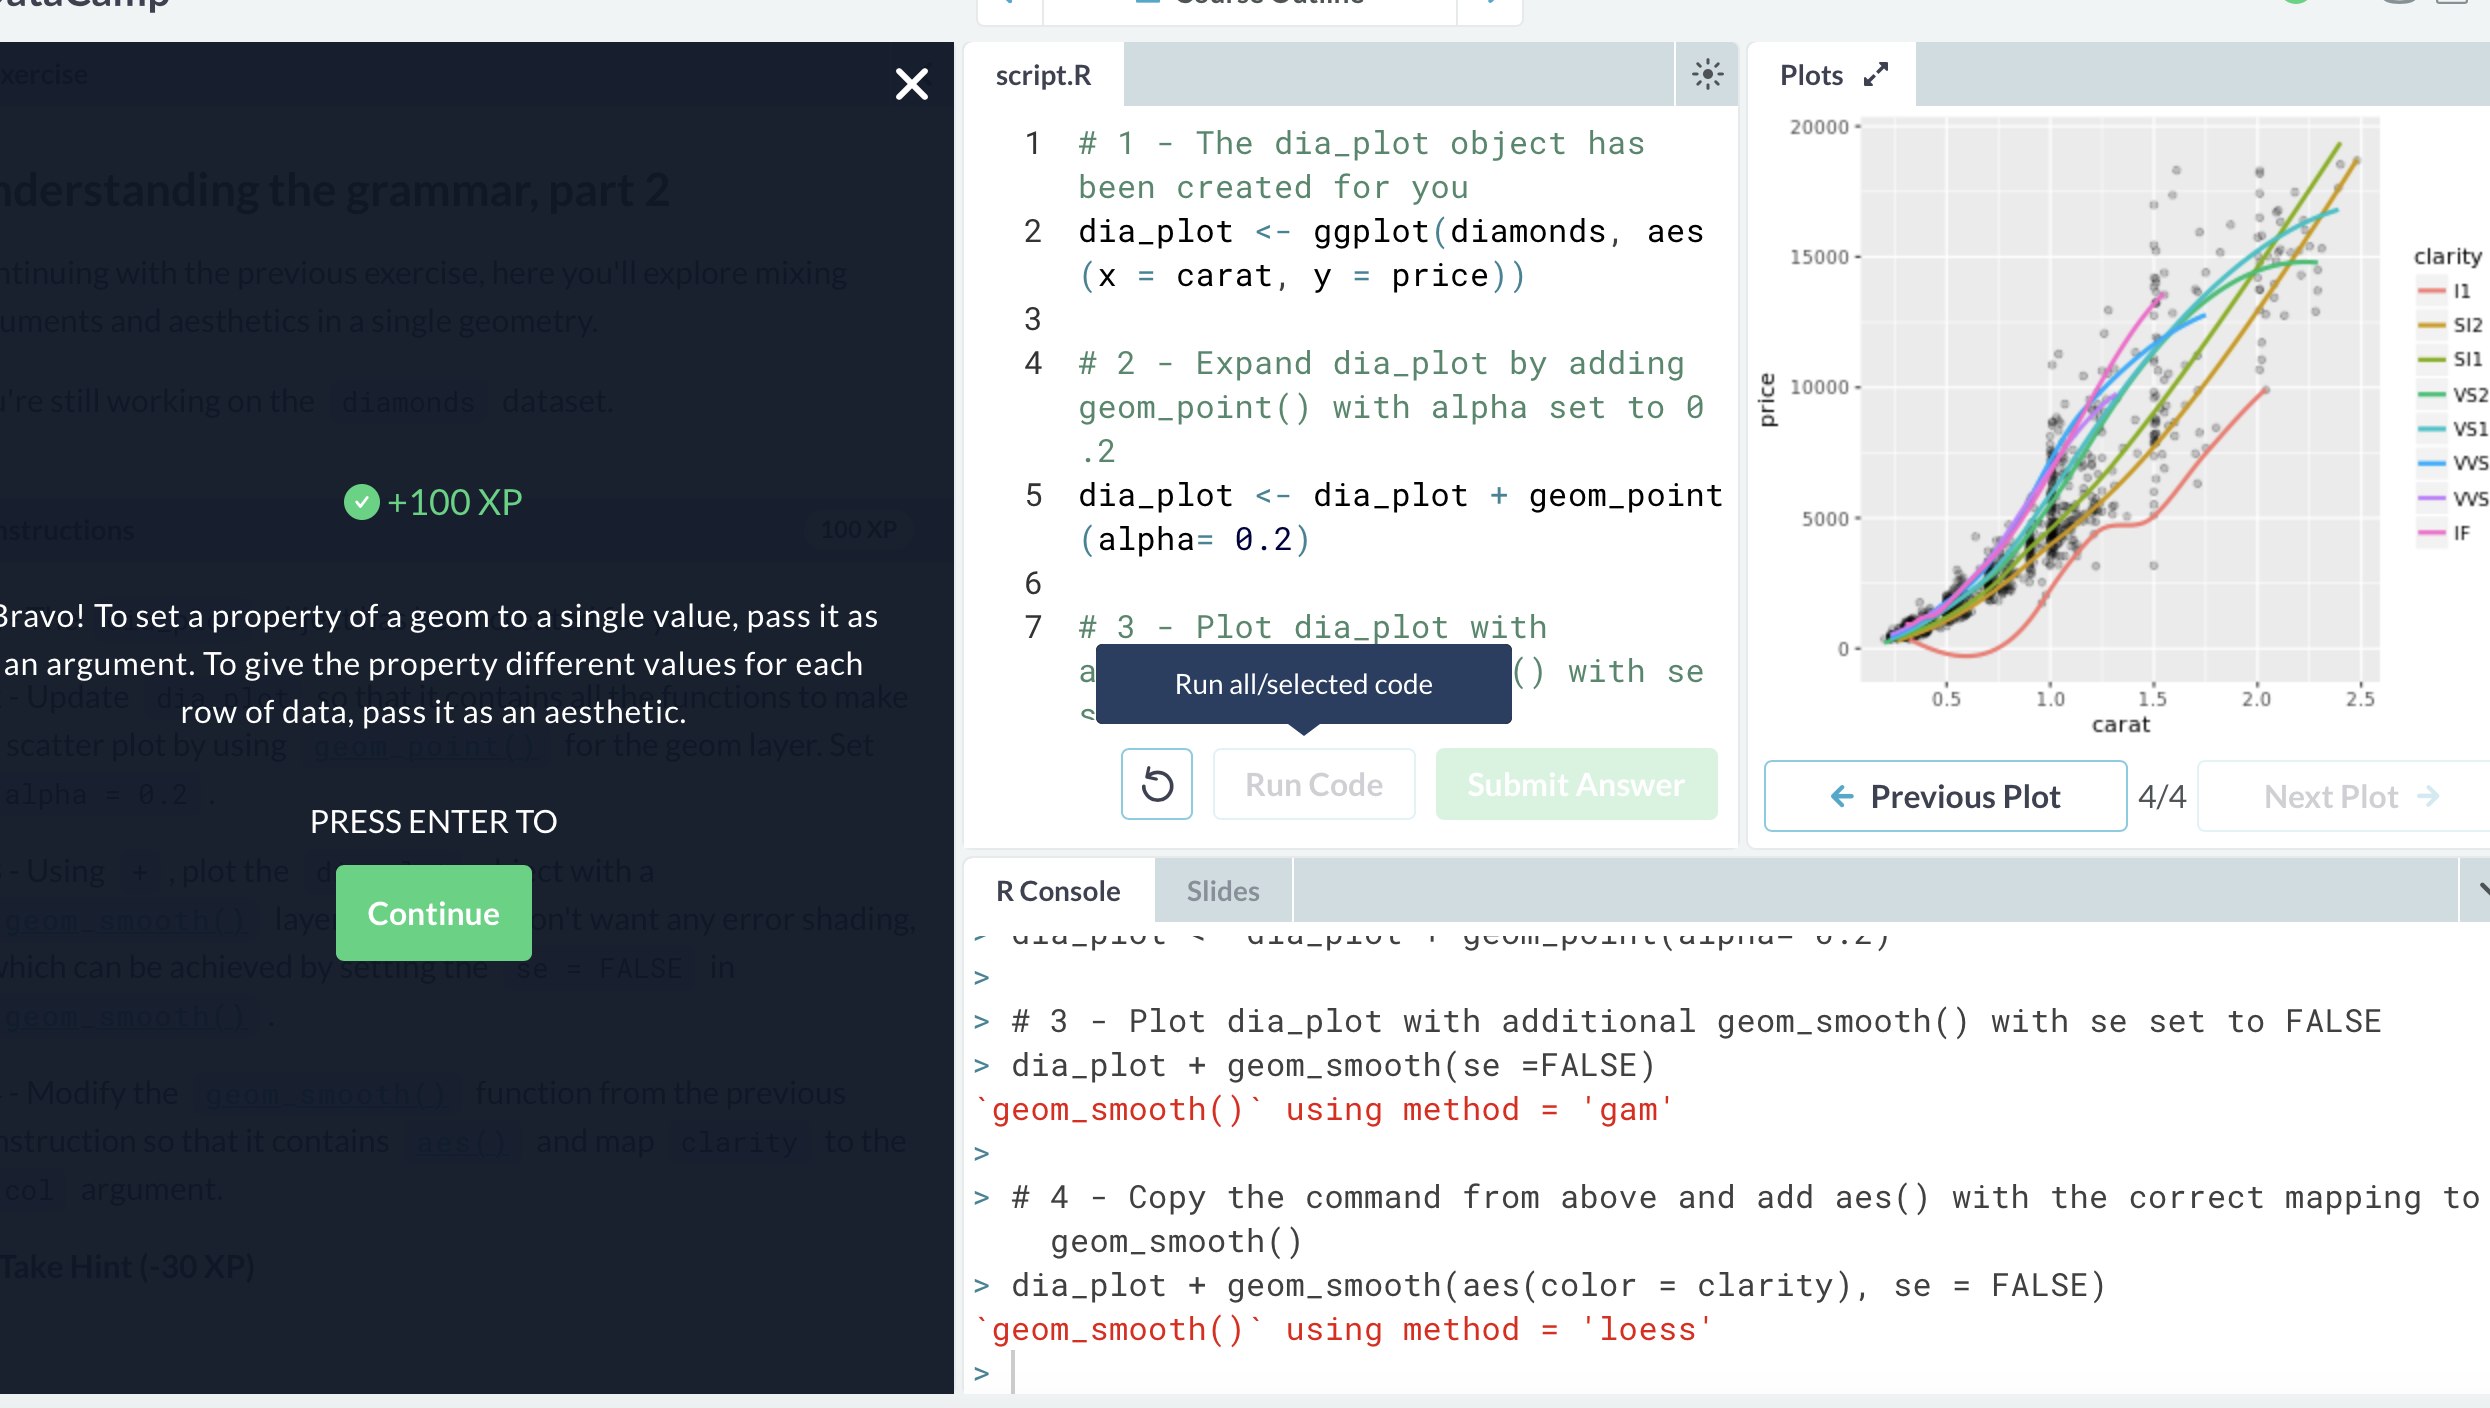 Course Outline
xercise
nderstanding the grammar, part 2
ntinuing with the previous exercise, here you'll explore mixing
uments and aesthetics in a single geometry.
u're still working on the diamonds dataset.
+100 XP
nstructions
100 XP
Bravo! To set a property of a geom to a single value, pass it as
an argument. To give the property different values for each
row of data, pass it as an aesthetic.
- Update dia_plot so that it contains all the functions to make
scatter plot by using geom_point() for the geom layer. Set
alpha = 0.2 .
PRESS ENTER TO
Continue
- Using + , plot the
ct with a
geom_smooth() laye
on't want any error shading,
which can be achieved by setting the se = FALSE in
geom_smooth() .
- Modify the geom_smooth() function from the previous
nstruction so that it contains aes() and map clarity to the
col argument.
Take Hint (-30 XP)
script.R
1 # 1 - The dia_plot object has
been created for you
2 dia_plot <- ggplot(diamonds, aes
(x = carat, y = price))
3
4 # 2 - Expand dia_plot by adding
geom_point() with alpha set to 0
.2
5 dia_plot <- dia_plot + geom_point
(alpha= 0.2)
6
7 # 3 - Plot dia_plot with
a
() with se
Run all/selected code
Run Code
Submit Answer
Plots
20000
15000
10000
5000
0
price
0.5 1.0 1.5 2.0 2.5
carat
clarity
I1
SI2
SI1
VS2
VS1
VVS
VVS
IF
Previous Plot
4/4
Next Plot
R Console
Slides
> dia_plot <- dia_plot + geom_point(alpha= 0.2)
>
> # 3 - Plot dia_plot with additional geom_smooth() with se set to FALSE
> dia_plot + geom_smooth(se =FALSE)
`geom_smooth()` using method = 'gam'
>
> # 4 - Copy the command from above and add aes() with the correct mapping to
geom_smooth()
> dia_plot + geom_smooth(aes(color = clarity), se = FALSE)
`geom_smooth()` using method = 'loess'
>